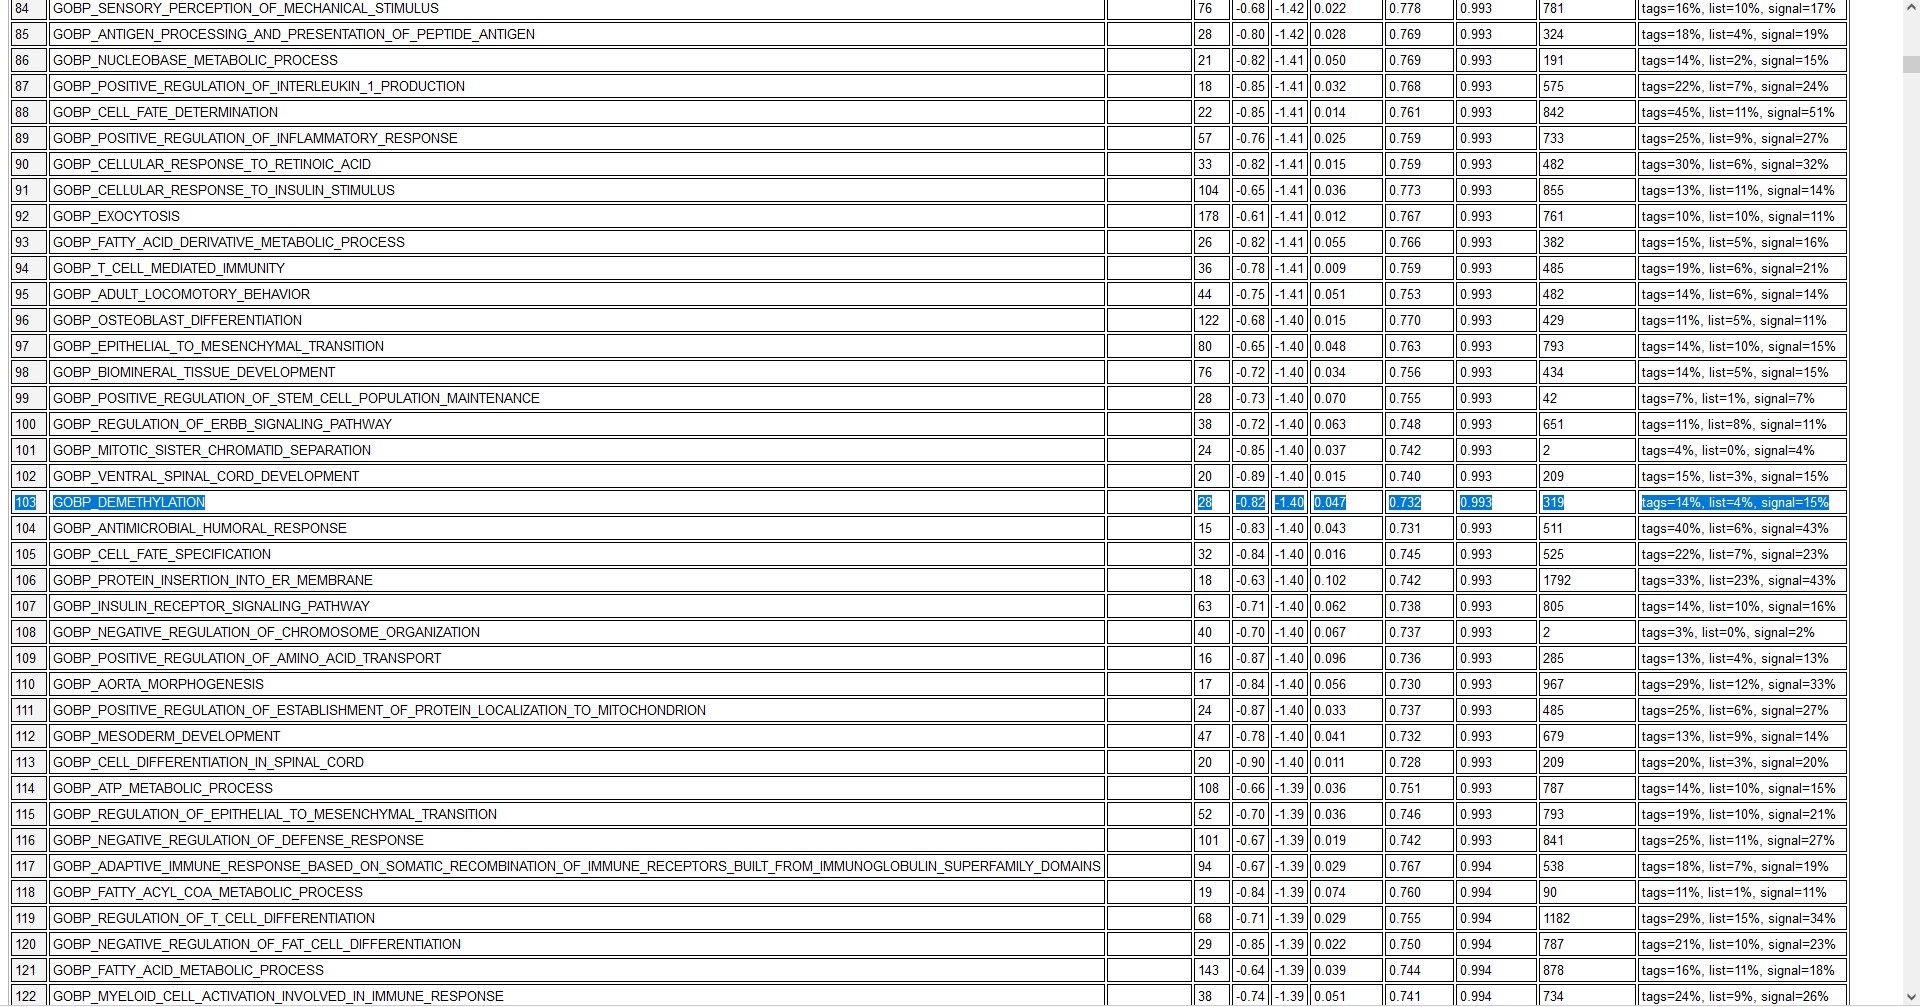 84 GOBP_SENSORY_PERCEPTION_OF_MECHANICAL_STIMULUS 76 -0.68 -1.42 0.022 0.778 0.993 781 tags=16%, list=10%, signal=17%
85 GOBP_ANTIGEN_PROCESSING_AND_PRESENTATION_OF_PEPTIDE_ANTIGEN 28 -0.80 -1.42 0.028 0.769 0.993 324 tags=18%, list=4%, signal=19%
86 GOBP_NUCLEOBASE_METABOLIC_PROCESS 21 -0.82 -1.41 0.050 0.769 0.993 191 tags=14%, list=2%, signal=15%
87 GOBP_POSITIVE_REGULATION_OF_INTERLEUKIN_1_PRODUCTION 18 -0.85 -1.41 0.032 0.768 0.993 575 tags=22%, list=7%, signal=24%
88 GOBP_CELL_FATE_DETERMINATION 22 -0.85 -1.41 0.014 0.761 0.993 842 tags=45%, list=11%, signal=51%
89 GOBP_POSITIVE_REGULATION_OF_INFLAMMATORY_RESPONSE 57 -0.76 -1.41 0.025 0.759 0.993 733 tags=25%, list=9%, signal=27%
90 GOBP_CELLULAR_RESPONSE_TO_RETINOIC_ACID 33 -0.82 -1.41 0.015 0.759 0.993 482 tags=30%, list=6%, signal=32%
91 GOBP_CELLULAR_RESPONSE_TO_INSULIN_STIMULUS 104 -0.65 -1.41 0.036 0.773 0.993 855 tags=13%, list=11%, signal=14%
92 GOBP_EXOCYTOSIS 178 -0.61 -1.41 0.012 0.767 0.993 761 tags=10%, list=10%, signal=11%
93 GOBP_FATTY_ACID_DERIVATIVE_METABOLIC_PROCESS 26 -0.82 -1.41 0.055 0.766 0.993 382 tags=15%, list=5%, signal=16%
94 GOBP_T_CELL_MEDIATED_IMMUNITY 36 -0.78 -1.41 0.009 0.759 0.993 485 tags=19%, list=6%, signal=21%
95 GOBP_ADULT_LOCOMOTORY_BEHAVIOR 44 -0.75 -1.41 0.051 0.753 0.993 482 tags=14%, list=6%, signal=14%
96 GOBP_OSTEOBLAST_DIFFERENTIATION 122 -0.68 -1.40 0.015 0.770 0.993 429 tags=11%, list=5%, signal=11%
97 GOBP_EPITHELIAL_TO_MESENCHYMAL_TRANSITION 80 -0.65 -1.40 0.048 0.763 0.993 793 tags=14%, list=10%, signal=15%
98 GOBP_BIOMINERAL_TISSUE_DEVELOPMENT 76 -0.72 -1.40 0.034 0.756 0.993 434 tags=14%, list=5%, signal=15%
99 GOBP_POSITIVE_REGULATION_OF_STEM_CELL_POPULATION_MAINTENANCE 28 -0.73 -1.40 0.070 0.755 0.993 42 tags=7%, list=1%, signal=7%
100 GOBP_REGULATION_OF_ERBB_SIGNALING_PATHWAY 38 -0.72 -1.40 0.063 0.748 0.993 651 tags=11%, list=8%, signal=11%
101 GOBP_MITOTIC_SISTER_CHROMATID_SEPARATION 24 -0.85 -1.40 0.037 0.742 0.993 2 tags=4%, list=0%, signal=4%
102 GOBP_VENTRAL_SPINAL_CORD_DEVELOPMENT 20 -0.89 -1.40 0.015 0.740 0.993 209 tags=15%, list=3%, signal=15%
103 GOBP_DEMETHYLATION 28 -0.82 -1.40 0.047 0.732 0.993 319 tags=14%, list=4%, signal=15%
104 GOBP_ANTIMICROBIAL_HUMORAL_RESPONSE 15 -0.83 -1.40 0.043 0.731 0.993 511 tags=40%, list=6%, signal=43%
105 GOBP_CELL_FATE_SPECIFICATION 32 -0.84 -1.40 0.016 0.745 0.993 525 tags=22%, list=7%, signal=23%
106 GOBP_PROTEIN_INSERTION_INTO_ER_MEMBRANE 18 -0.63 -1.40 0.102 0.742 0.993 1792 tags=33%, list=23%, signal=43%
107 GOBP_INSULIN_RECEPTOR_SIGNALING_PATHWAY 63 -0.71 -1.40 0.062 0.738 0.993 805 tags=14%, list=10%, signal=16%
108 GOBP_NEGATIVE_REGULATION_OF_CHROMOSOME_ORGANIZATION 40 -0.70 -1.40 0.067 0.737 0.993 2 tags=3%, list=0%, signal=2%
109 GOBP_POSITIVE_REGULATION_OF_AMINO_ACID_TRANSPORT 16 -0.87 -1.40 0.096 0.736 0.993 285 tags=13%, list=4%, signal=13%
110 GOBP_AORTA_MORPHOGENESIS 17 -0.84 -1.40 0.056 0.730 0.993 967 tags=29%, list=12%, signal=33%
111 GOBP_POSITIVE_REGULATION_OF_ESTABLISHMENT_OF_PROTEIN_LOCALIZATION_TO_MITOCHONDRION 24 -0.87 -1.40 0.033 0.737 0.993 485 tags=25%, list=6%, signal=27%
112 GOBP_MESODERM_DEVELOPMENT 47 -0.78 -1.40 0.041 0.732 0.993 679 tags=13%, list=9%, signal=14%
113 GOBP_CELL_DIFFERENTIATION_IN_SPINAL_CORD 20 -0.90 -1.40 0.011 0.728 0.993 209 tags=20%, list=3%, signal=20%
114 GOBP_ATP_METABOLIC_PROCESS 108 -0.66 -1.39 0.036 0.751 0.993 787 tags=14%, list=10%, signal=15%
115 GOBP_REGULATION_OF_EPITHELIAL_TO_MESENCHYMAL_TRANSITION 52 -0.70 -1.39 0.036 0.746 0.993 793 tags=19%, list=10%, signal=21%
116 GOBP_NEGATIVE_REGULATION_OF_DEFENSE_RESPONSE 101 -0.67 -1.39 0.019 0.742 0.993 841 tags=25%, list=11%, signal=27%
117 GOBP_ADAPTIVE_IMMUNE_RESPONSE_BASED_ON_SOMATIC_RECOMBINATION_OF_IMMUNE_RECEPTORS_BUILT_FROM_IMMUNOGLOBULIN_SUPERFAMILY_DOMAINS 94 -0.67 -1.39 0.029 0.767 0.994 538 tags=18%, list=7%, signal=19%
118 GOBP_FATTY_ACYL_COA_METABOLIC_PROCESS 19 -0.84 -1.39 0.074 0.760 0.994 90 tags=11%, list=1%, signal=11%
119 GOBP_REGULATION_OF_T_CELL_DIFFERENTIATION 68 -0.71 -1.39 0.029 0.755 0.994 1182 tags=29%, list=15%, signal=34%
120 GOBP_NEGATIVE_REGULATION_OF_FAT_CELL_DIFFERENTIATION 29 -0.85 -1.39 0.022 0.750 0.994 787 tags=21%, list=10%, signal=23%
121 GOBP_FATTY_ACID_METABOLIC_PROCESS 143 -0.64 -1.39 0.039 0.744 0.994 878 tags=16%, list=11%, signal=18%
122 GOBP_MYELOID_CELL_ACTIVATION_INVOLVED_IN_IMMUNE_RESPONSE 38 -0.74 -1.39 0.051 0.741 0.994 734 tags=24%, list=9%, signal=26%